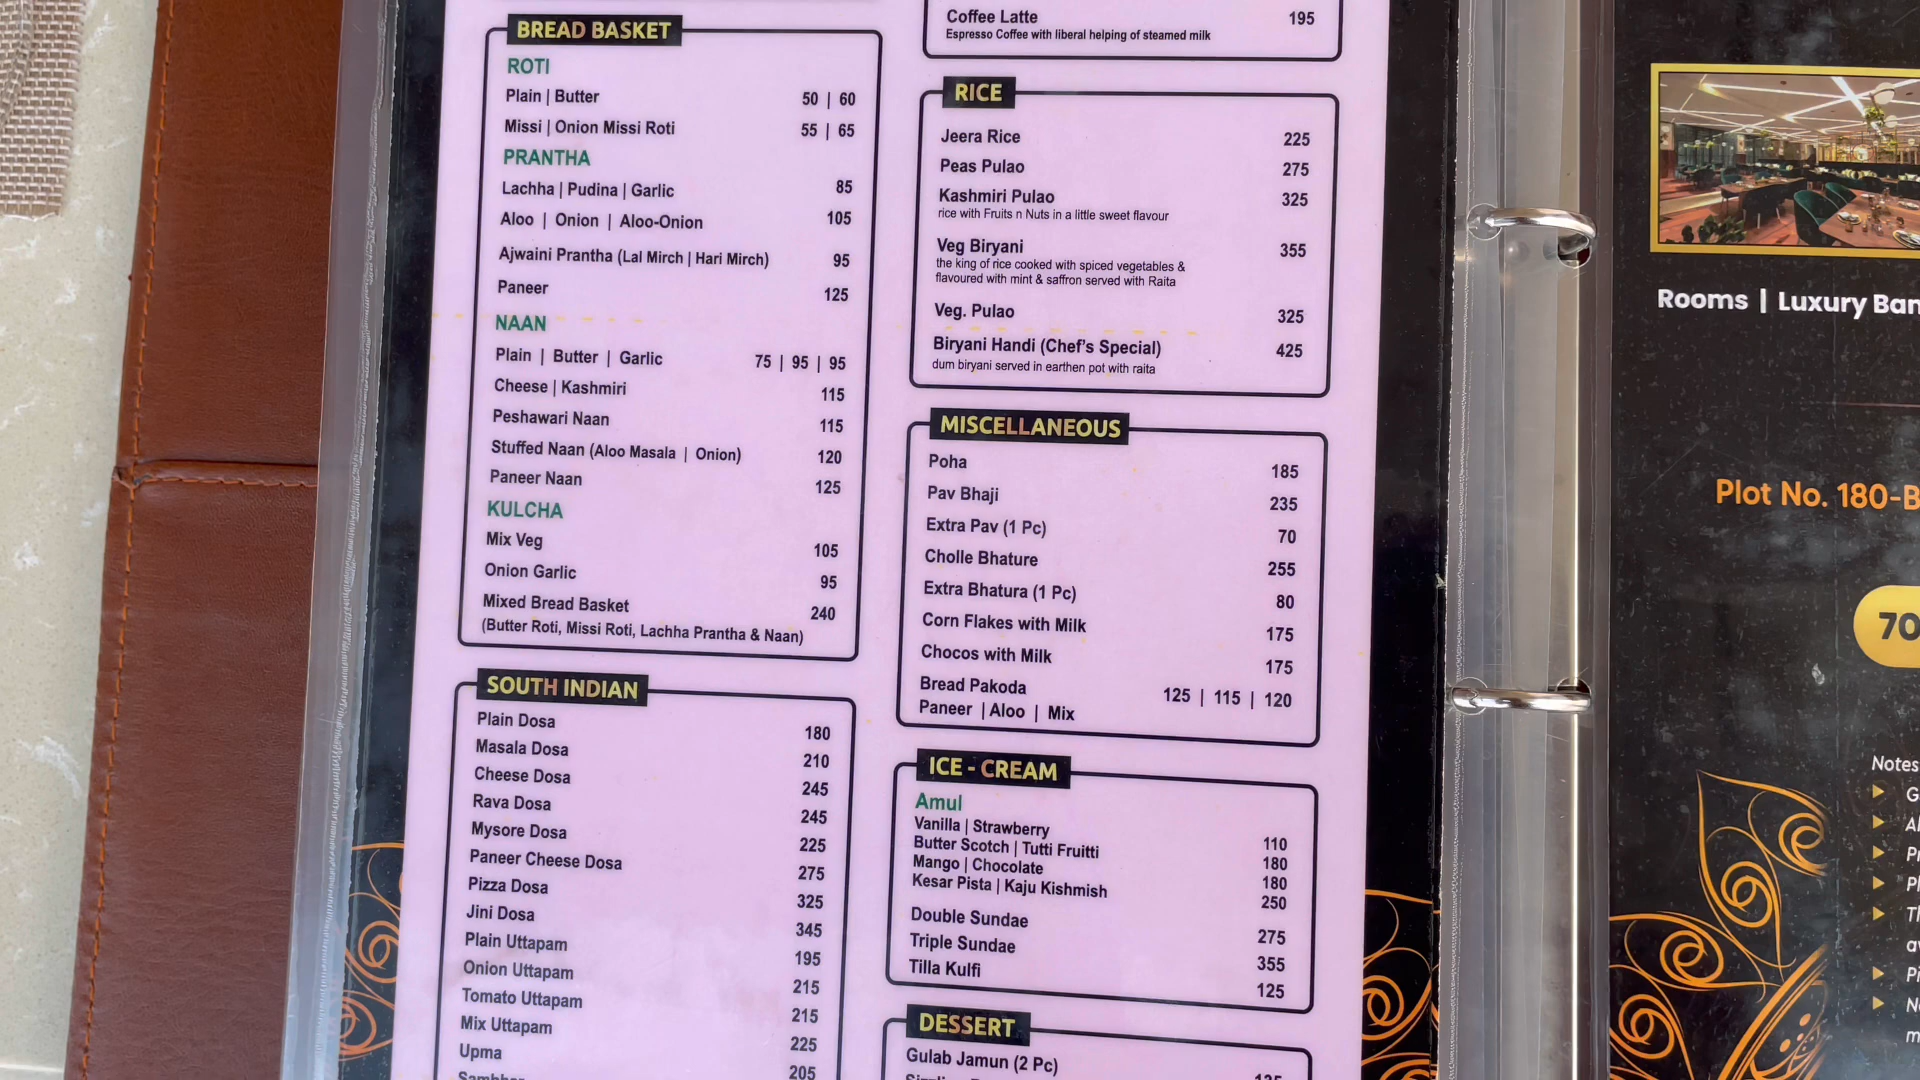 BREAD BASKET
ROTI
Plain | Butter 50 | 60
Missi | Onion Missi Roti 55 | 65
PRANTHA
Lachha | Pudina | Garlic 85
Aloo | Onion | Aloo-Onion 105
Ajwaini Prantha (Lal Mirch | Hari Mirch) 95
Paneer 125
NAAN
Plain | Butter | Garlic 75 | 95 | 95
Cheese | Kashmiri 115
Peshawari Naan 115
Stuffed Naan (Aloo Masala | Onion) 120
Paneer Naan 125
KULCHA
Mix Veg 105
Onion Garlic 95
Mixed Bread Basket 240
(Butter Roti, Missi Roti, Lachha Prantha & Naan)
SOUTH INDIAN
Plain Dosa 180
Masala Dosa 210
Cheese Dosa 245
Rava Dosa 245
Mysore Dosa 225
Paneer Cheese Dosa 275
Pizza Dosa 325
Jini Dosa 345
Plain Uttapam 195
Onion Uttapam 215
Tomato Uttapam 215
Mix Uttapam 225
Upma 205
Coffee Latte 195
Espresso Coffee with liberal helping of steamed milk
RICE
Jeera Rice 225
Peas Pulao 275
Kashmiri Pulao 325
rice with Fruits n Nuts in a little sweet flavour
Veg Biryani 355
the king of rice cooked with spiced vegetables &
flavoured with mint & saffron served with Raita
Veg. Pulao 325
Biryani Handi (Chef's Special) 425
dum biryani served in earthen pot with raita
MISCELLANEOUS
Poha 185
Pav Bhaji 235
Extra Pav (1 Pc) 70
Cholle Bhature 255
Extra Bhatura (1 Pc) 80
Corn Flakes with Milk 175
Chocos with Milk 175
Bread Pakoda 125 | 115 | 120
Paneer | Aloo | Mix
ICE - CREAM
Amul
Vanilla | Strawberry 110
Butter Scotch | Tutti Fruitti 180
Mango | Chocolate 180
Kesar Pista | Kaju Kishmish 250
Double Sundae 275
Triple Sundae 355
Tilla Kulfi 125
DESSERT
Gulab Jamun (2 Pc)
Rooms | Luxury Ban
Plot No. 180-B
70
Notes